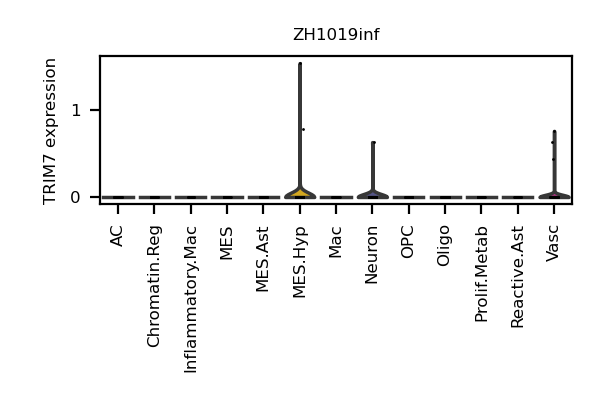 ZH1019inf
TRIM7 expression
1
0
AC
Chromatin.Reg
Inflammatory.Mac
MES
MES.Ast
MES.Hyp
Mac
Neuron
OPC
Oligo
Prolif.Metab
Reactive.Ast
Vasc